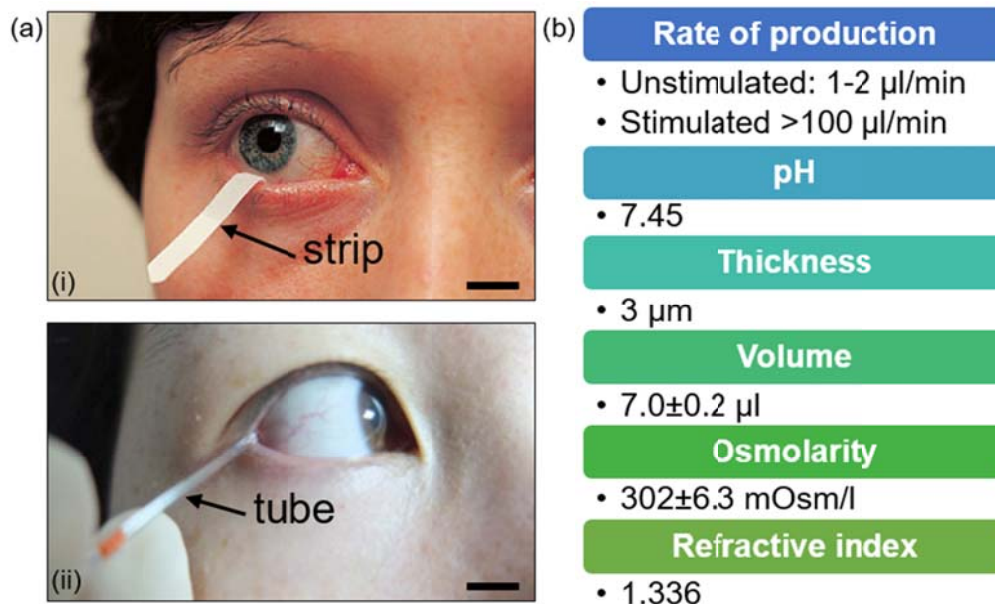 (a)
strip
(i)
tube
(ii)
(b)
Rate of production
• Unstimulated: 1-2 µl/min
• Stimulated >100 µl/min
pH
• 7.45
Thickness
• 3 µm
Volume
• 7.0±0.2 µl
Osmolarity
• 302±6.3 mOsm/l
Refractive index
• 1.336